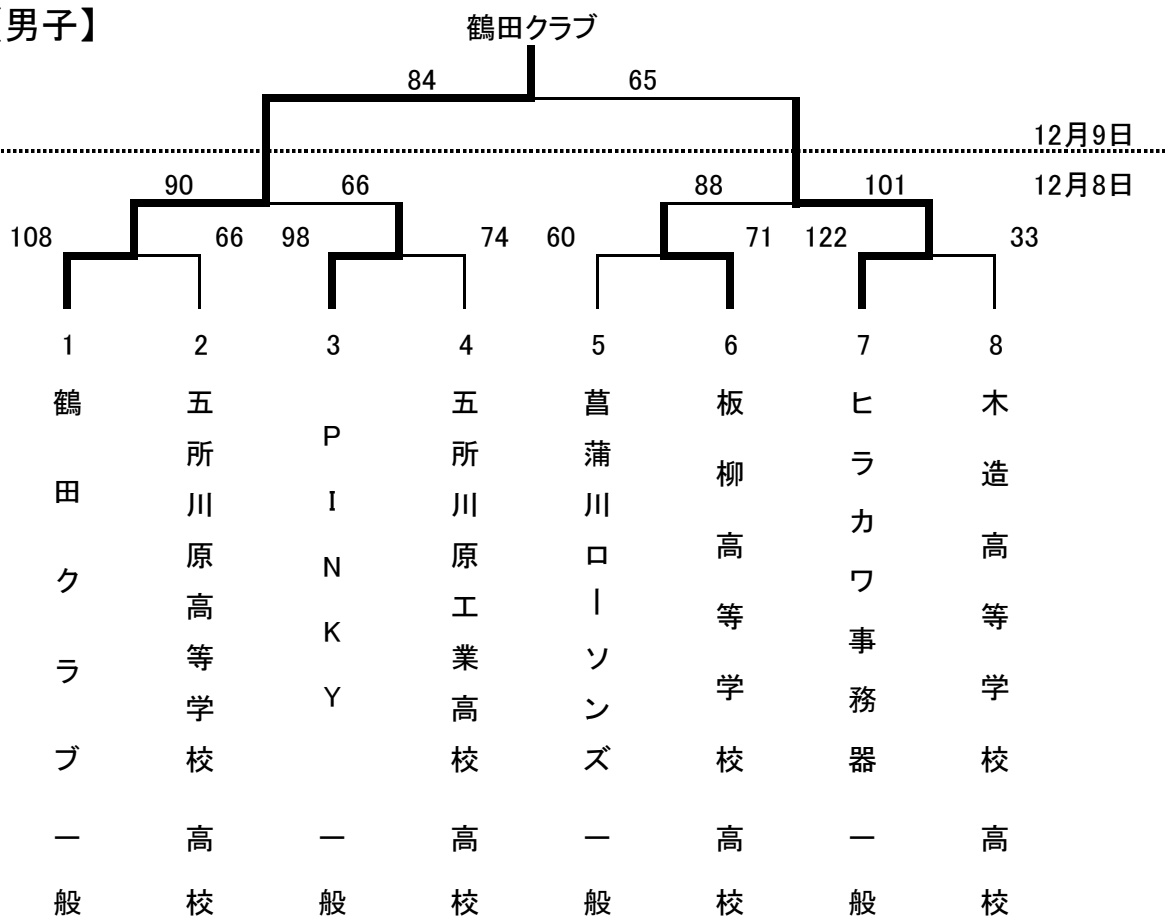 【男子】
鶴田クラブ
84 65
12月9日
90 66 88 101 12月8日
108 66 98 74 60 71 122 33
1 2 3 4 5 6 7 8
鶴田クラブ 一般
五所川原高等学校 高校
PINKY 一般
五所川原工業高校 高校
菖蒲川ローソンズ 一般
板柳高等学校 高校
ヒラカワ事務器 一般
木造高等学校 高校